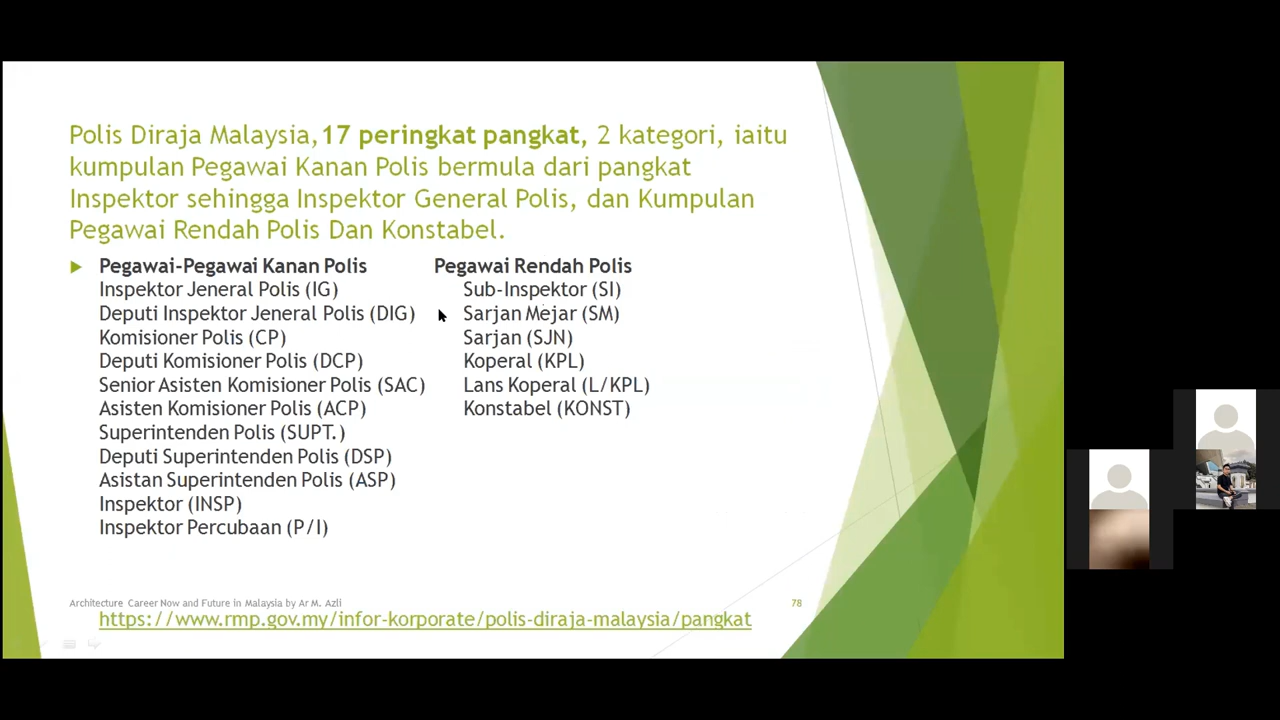 Polis Diraja Malaysia,17 peringkat pangkat, 2 kategori, iaitu
kumpulan Pegawai Kanan Polis bermula dari pangkat
Inspektor sehingga Inspektor General Polis, dan Kumpulan
Pegawai Rendah Polis Dan Konstabel.
Pegawai-Pegawai Kanan Polis
Inspektor Jeneral Polis (IG)
Deputi Inspektor Jeneral Polis (DIG)
Komisioner Polis (CP)
Deputi Komisioner Polis (DCP)
Senior Asisten Komisioner Polis (SAC)
Asisten Komisioner Polis (ACP)
Superintenden Polis (SUPT.)
Deputi Superintenden Polis (DSP)
Asistan Superintenden Polis (ASP)
Inspektor (INSP)
Inspektor Percubaan (P/I)
Pegawai Rendah Polis
Sub-Inspektor (SI)
Sarjan Mejar (SM)
Sarjan (SJN)
Koperal (KPL)
Lans Koperal (L/KPL)
Konstabel (KONST)
Architecture Career Now and Future in Malaysia by Ar M. Azli
78
https://www.rmp.gov.my/infor-korporate/polis-diraja-malaysia/pangkat